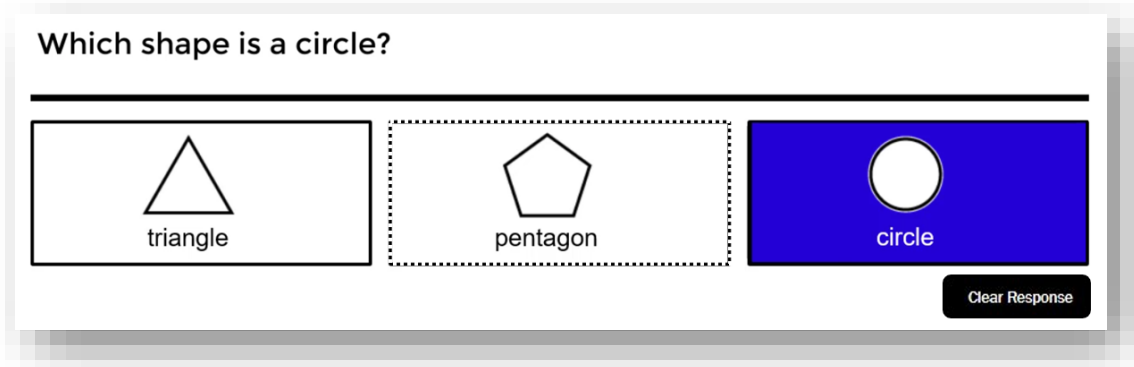 Which shape is a circle?
triangle
pentagon
circle
Clear Response